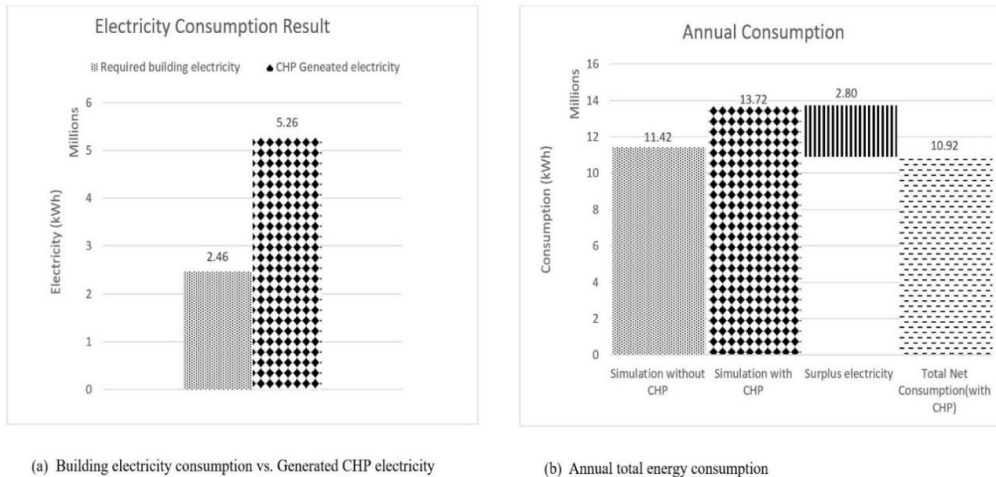 Electricity Consumption Result
Required building electricity CHP Geneated electricity
Millions
Electricity (kWh)
6
5
4
3
2
1
0
2.46
5.26
(a) Building electricity consumption vs. Generated CHP electricity
Annual Consumption
Millions
Consumption (kWh)
16
14
12
10
8
6
4
2
0
11.42
13.72
2.80
10.92
Simulation without
CHP
Simulation with
CHP
Surplus electricity
Total Net
Consumption(with
CHP)
(b) Annual total energy consumption